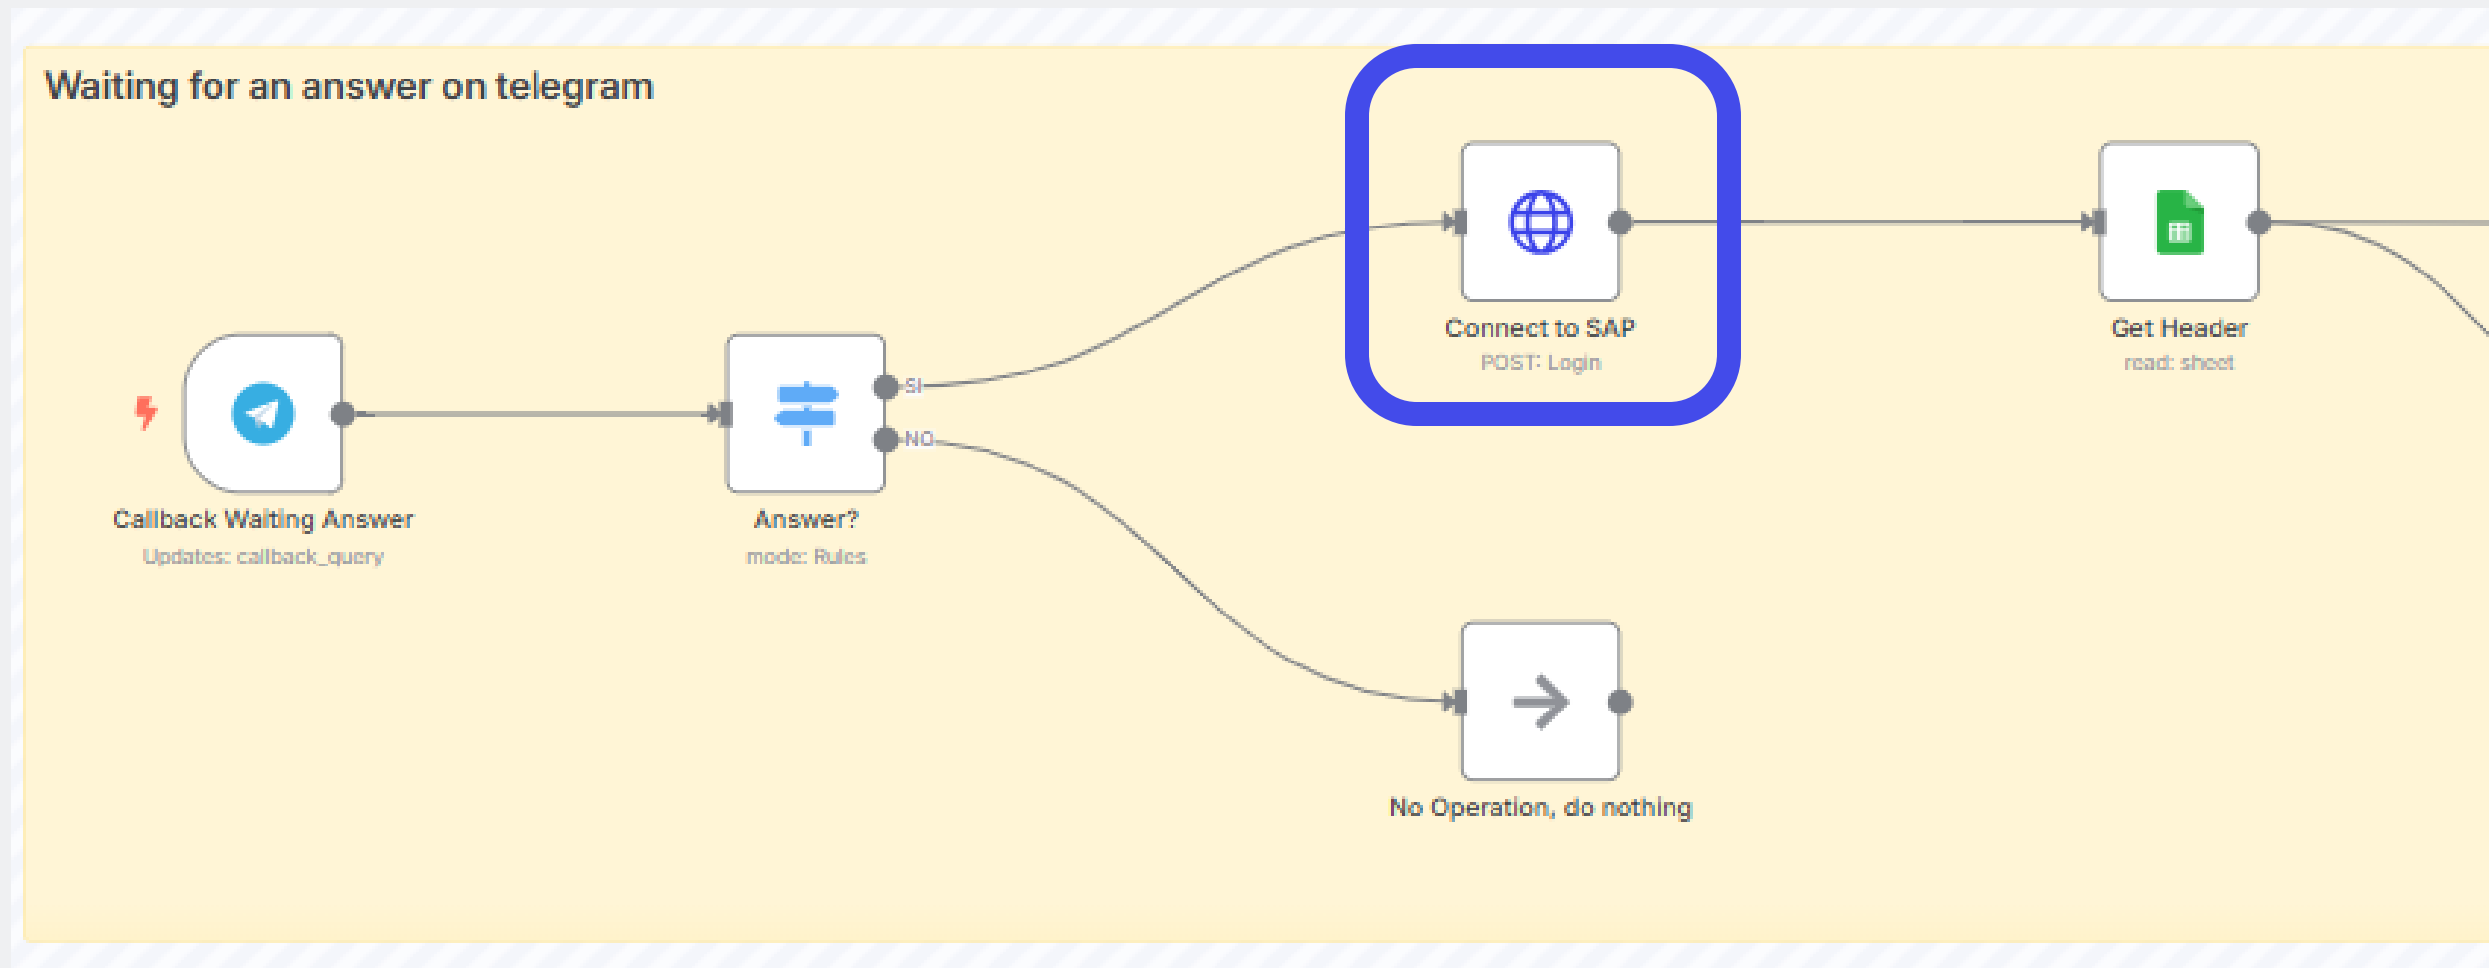 Waiting for an answer on telegram
Connect to SAP
POST: Login
Get Header
read: sheet
SI
NO
Callback Waiting Answer
Updates: callback_query
Answer?
mode: Rules
No Operation, do nothing